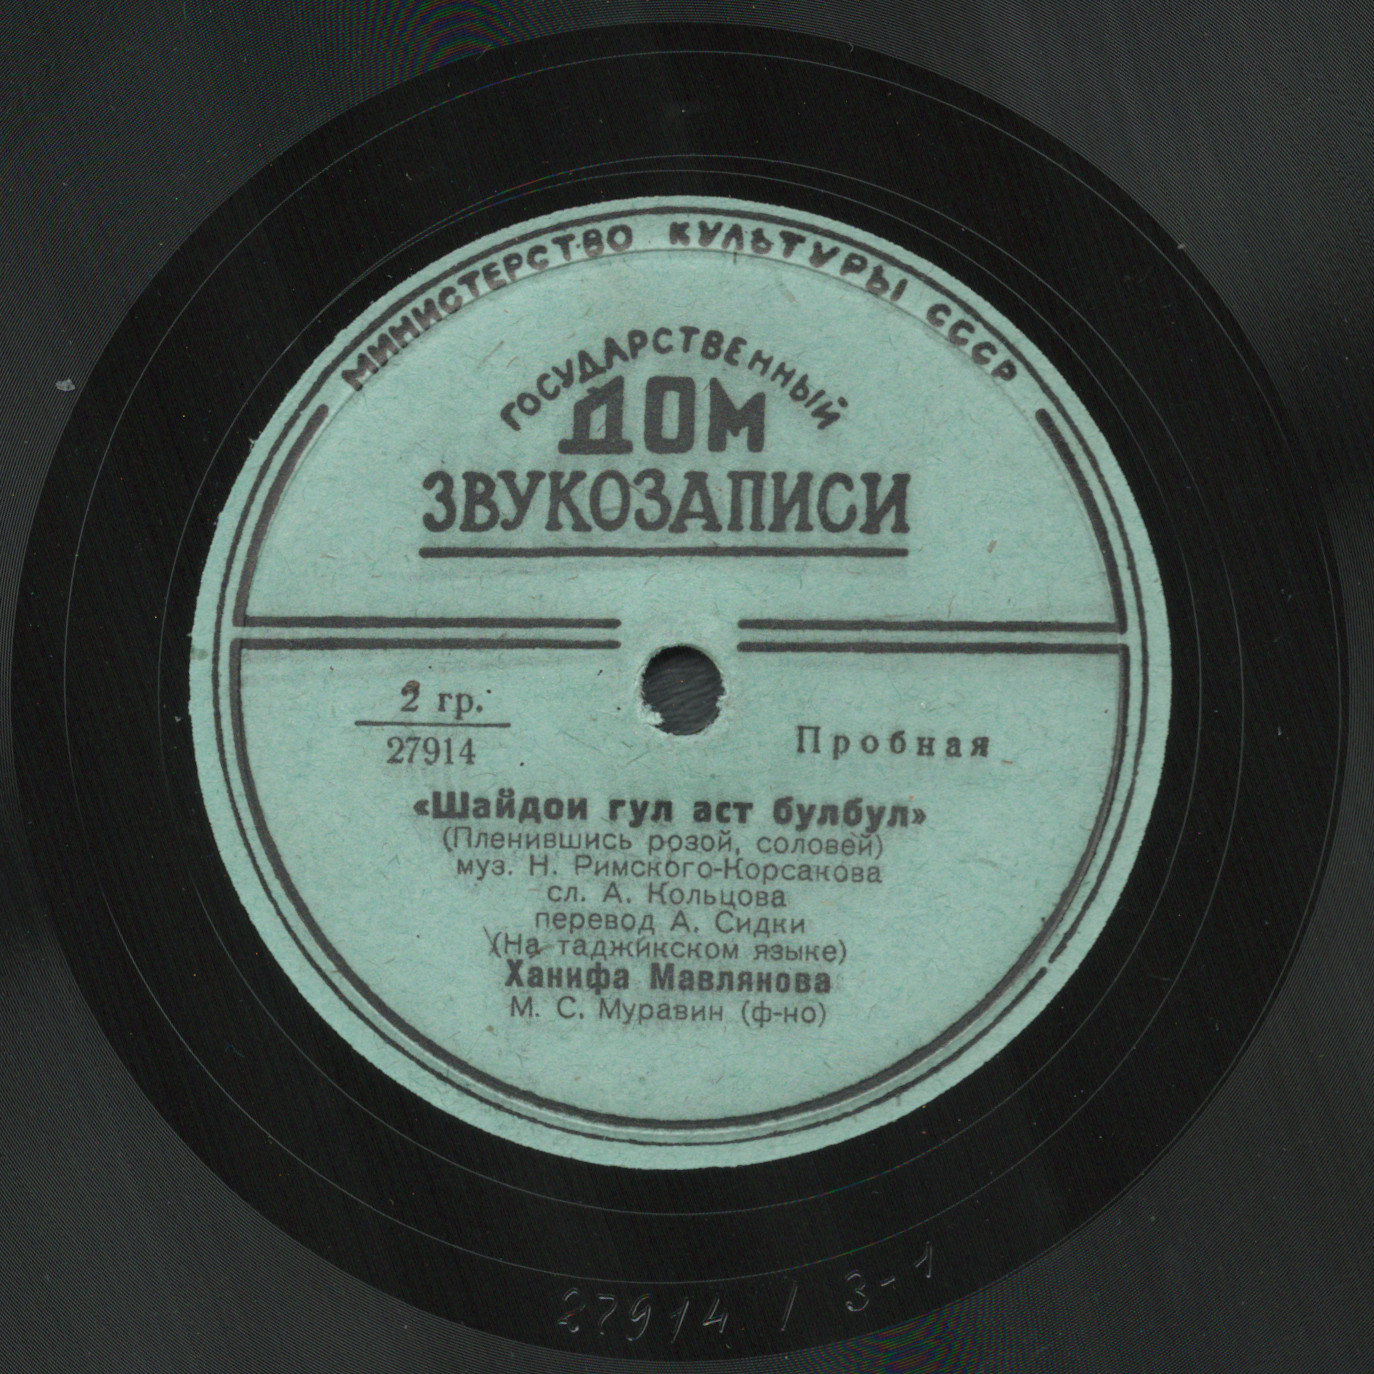 МИНИСТЕРСТВО КУЛЬТУРЫ СССР
ГОСУДАРСТВЕННЫЙ
ДОМ
ЗВУКОЗАПИСИ
2 гр.
27914
Пробная
«Шайдои гул аст булбул»
(Пленившись розой, соловей)
муз. Н. Римского-Корсакова
сл. А. Кольцова
перевод А. Сидки
(На таджикском языке)
Ханифа Мавлянова
М. С. Муравин (ф-но)
27914 / 3-1